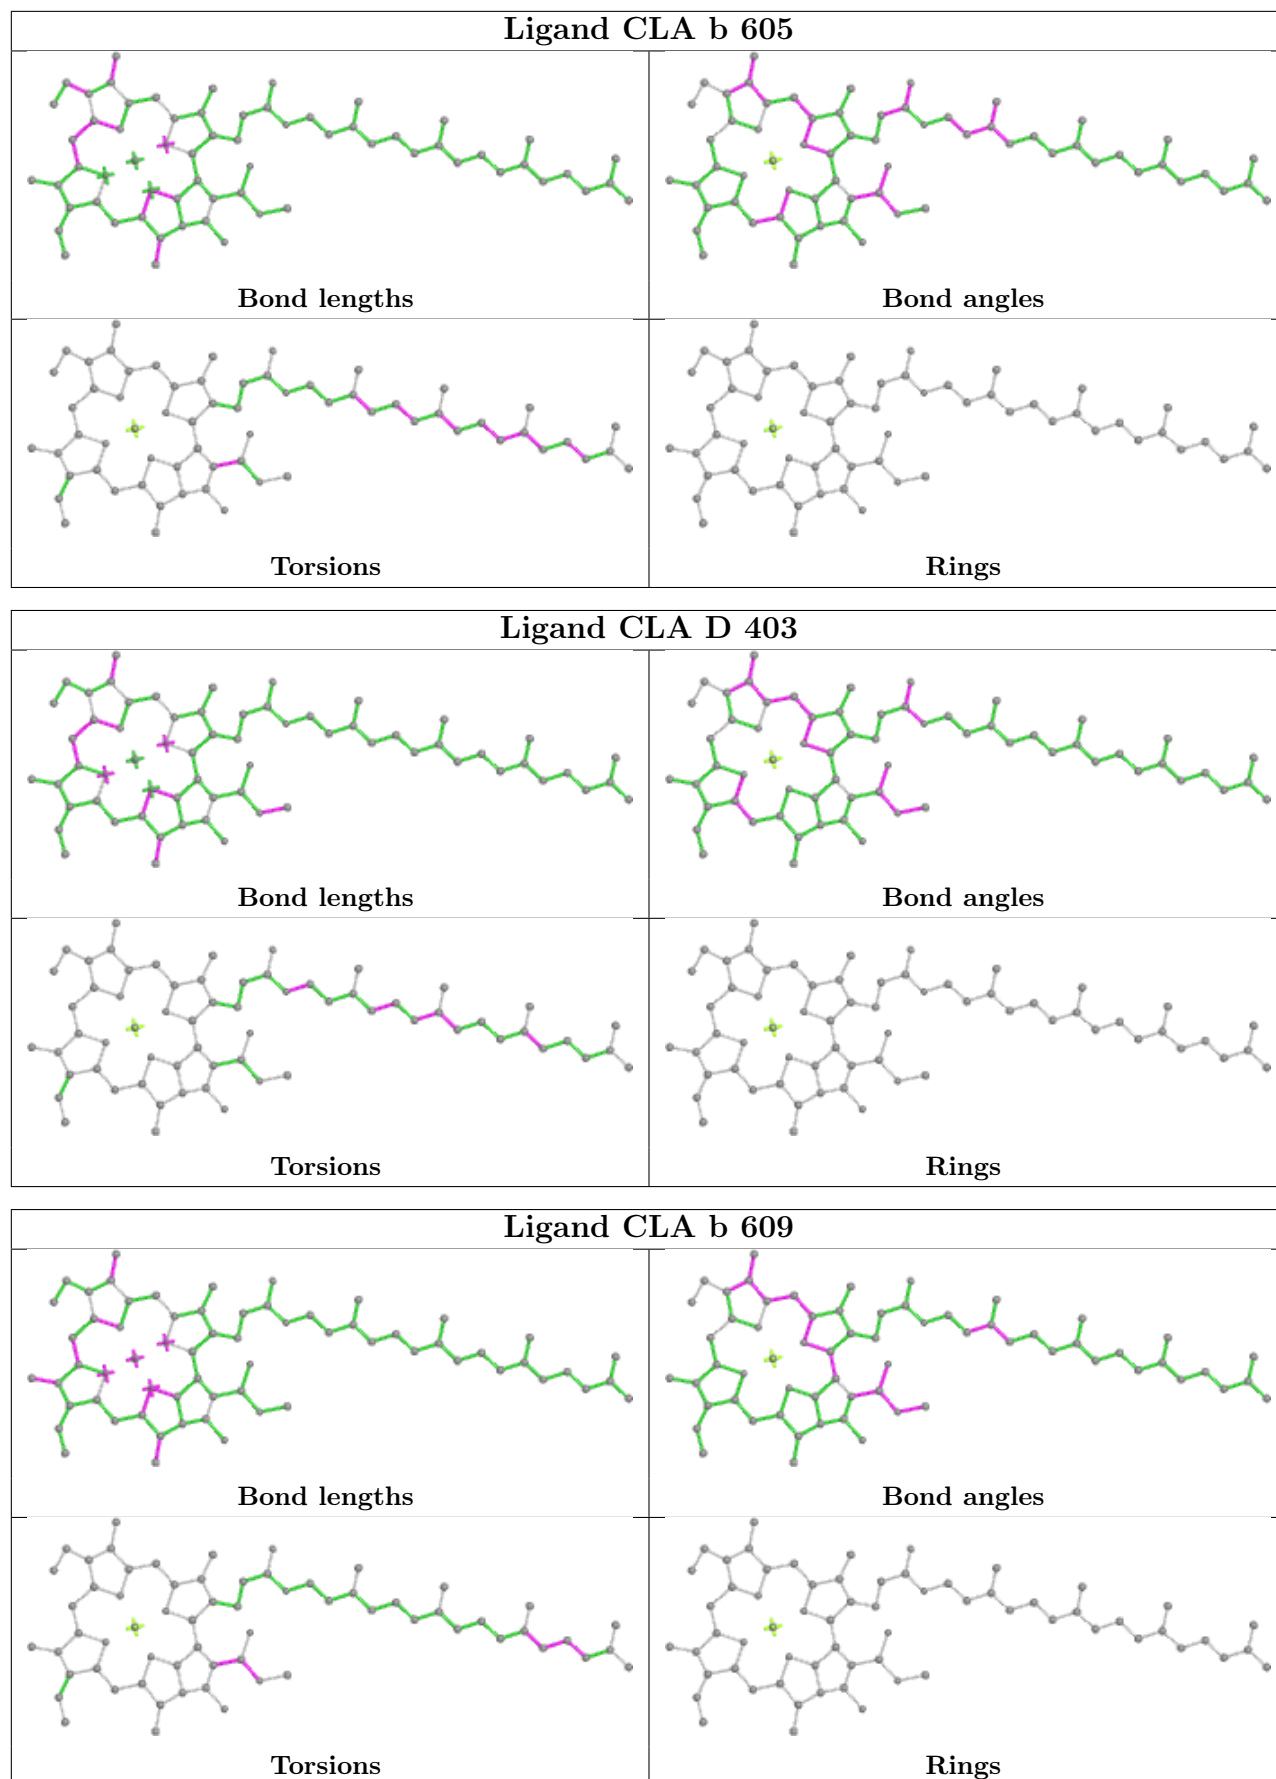 Ligand CLA b 605
Bond lengths
Bond angles
Torsions
Rings
Ligand CLA D 403
Bond lengths
Bond angles
Torsions
Rings
Ligand CLA b 609
Bond lengths
Bond angles
Torsions
Rings